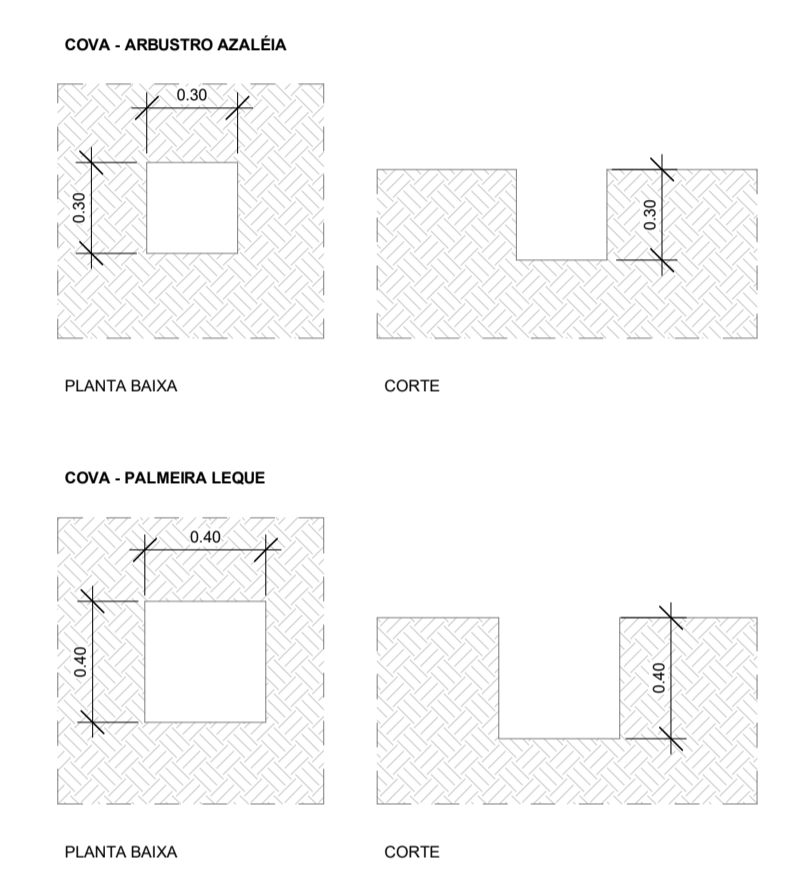 COVA - ARBUSTRO AZALÉIA
0.30
0.30
0.30
PLANTA BAIXA
CORTE
COVA - PALMEIRA LEQUE
0.40
0.40
0.40
PLANTA BAIXA
CORTE